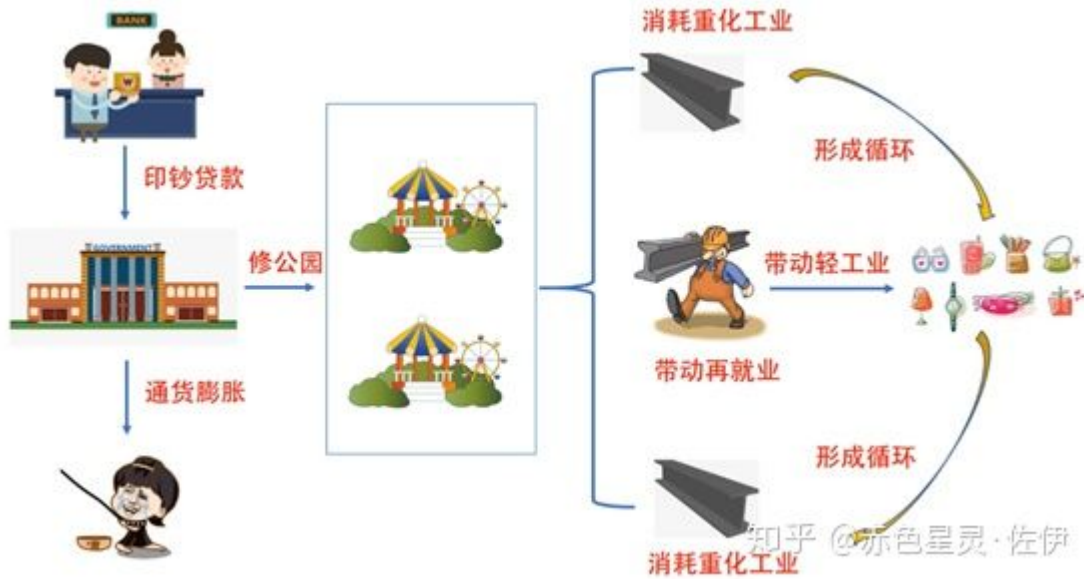 BANK
印钞贷款
GOVERNMENT
修公园
通货膨胀
消耗重化工业
形成循环
带动轻工业
带动再就业
形成循环
消耗重化工业
知乎 @赤色星灵·佐伊